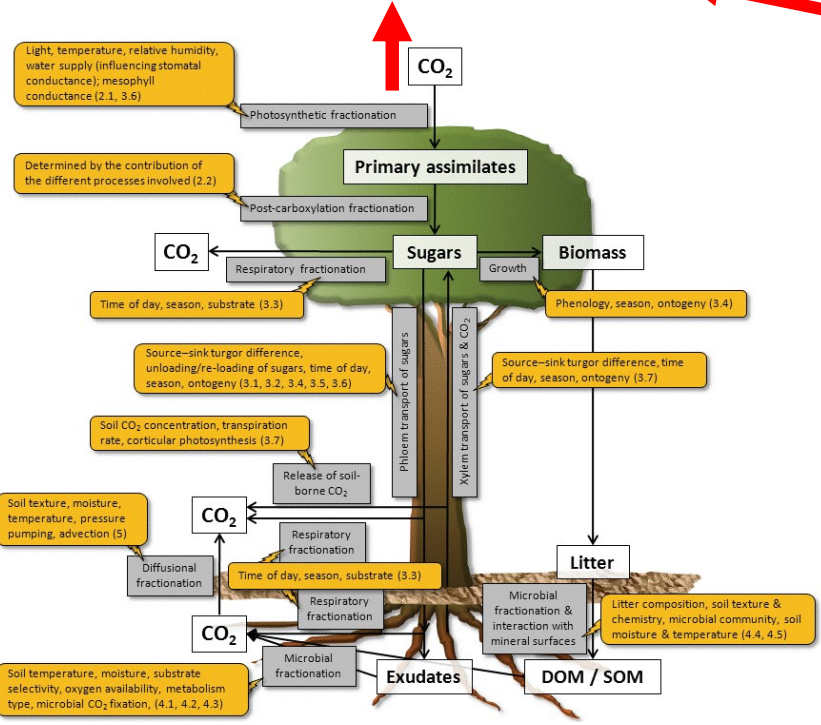 Light, temperature, relative humidity,
water supply (influencing stomatal
conductance); mesophyll
conductance (2.1, 3.6)
CO₂
Photosynthetic fractionation
Determined by the contribution of
the different processes involved (2.2)
Primary assimilates
Post-carboxylation fractionation
CO₂
Sugars
Biomass
Respiratory fractionation
Growth
Time of day, season, substrate (3.3)
Phenology, season, ontogeny (3.4)
Phloem transport of sugars
Xylem transport of sugars & CO₂
Source–sink turgor difference,
unloading/re-loading of sugars, time of day,
season, ontogeny (3.1, 3.2, 3.4, 3.5, 3.6)
Source–sink turgor difference, time
of day, season, ontogeny (3.7)
Soil CO₂ concentration, transpiration
rate, corticular photosynthesis (3.7)
Release of soil-
borne CO₂
Soil texture, moisture,
temperature, pressure
pumping, advection (5)
CO₂
Respiratory
fractionation
Litter
Diffusional
fractionation
Time of day, season, substrate (3.3)
Respiratory
fractionation
Microbial
fractionation &
interaction with
mineral surfaces
Litter composition, soil texture &
chemistry, microbial community, soil
moisture & temperature (4.4, 4.5)
CO₂
Microbial
fractionation
Soil temperature, moisture, substrate
selectivity, oxygen availability, metabolism
type, microbial CO₂ fixation, (4.1, 4.2, 4.3)
Exudates
DOM / SOM